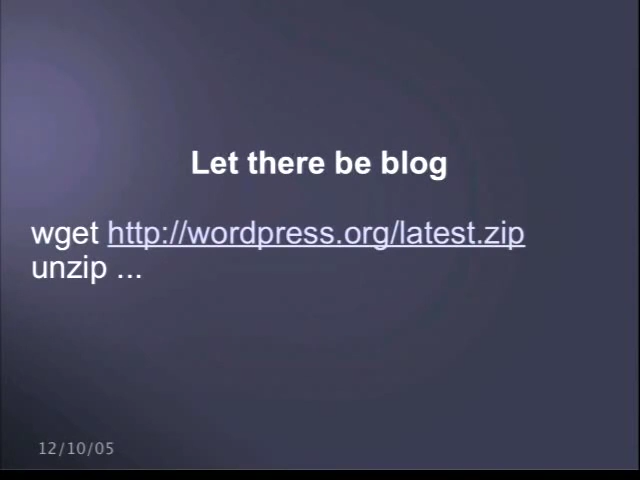 Let there be blog
wget http://wordpress.org/latest.zip
unzip ...
12/10/05